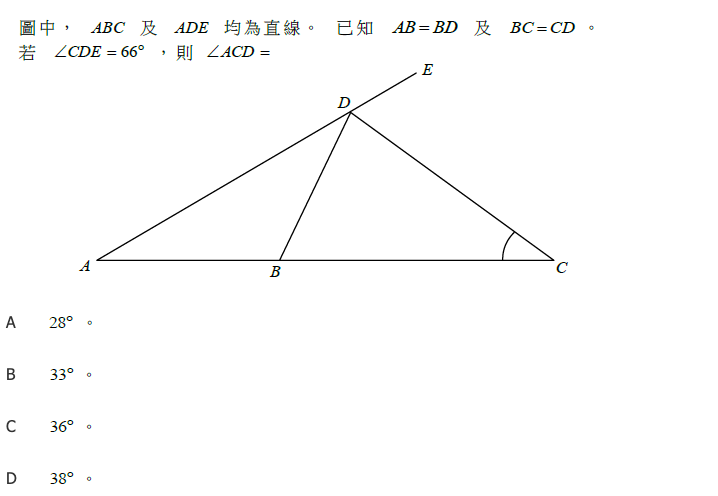 圖中， ABC 及 ADE 均為直線。 已知 AB=BD 及 BC=CD 。
若 ∠CDE = 66° ，則 ∠ACD =
E
D
A
B
C
A 28° 。
B 33° 。
C 36° 。
D 38° 。